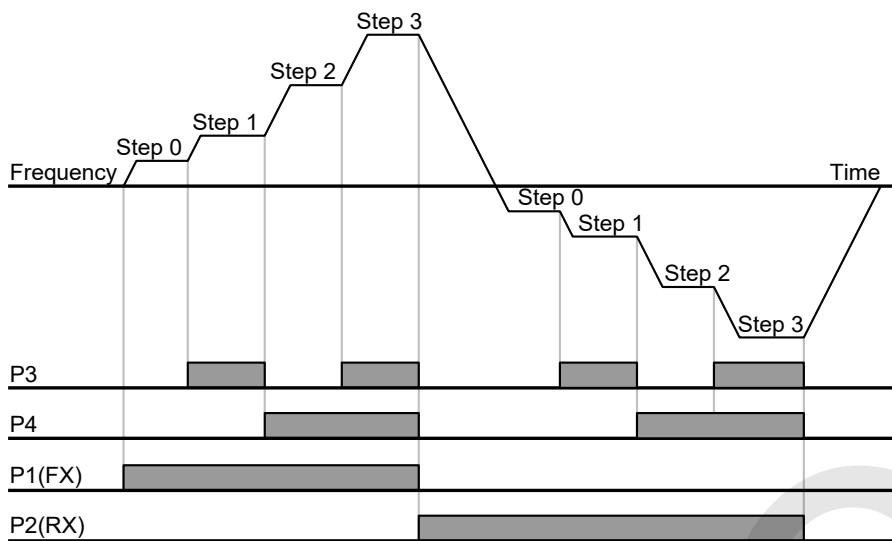 Step 3
Step 2
Step 1
Step 0
Frequency
Time
Step 0
Step 1
Step 2
Step 3
P3
P4
P1(FX)
P2(RX)